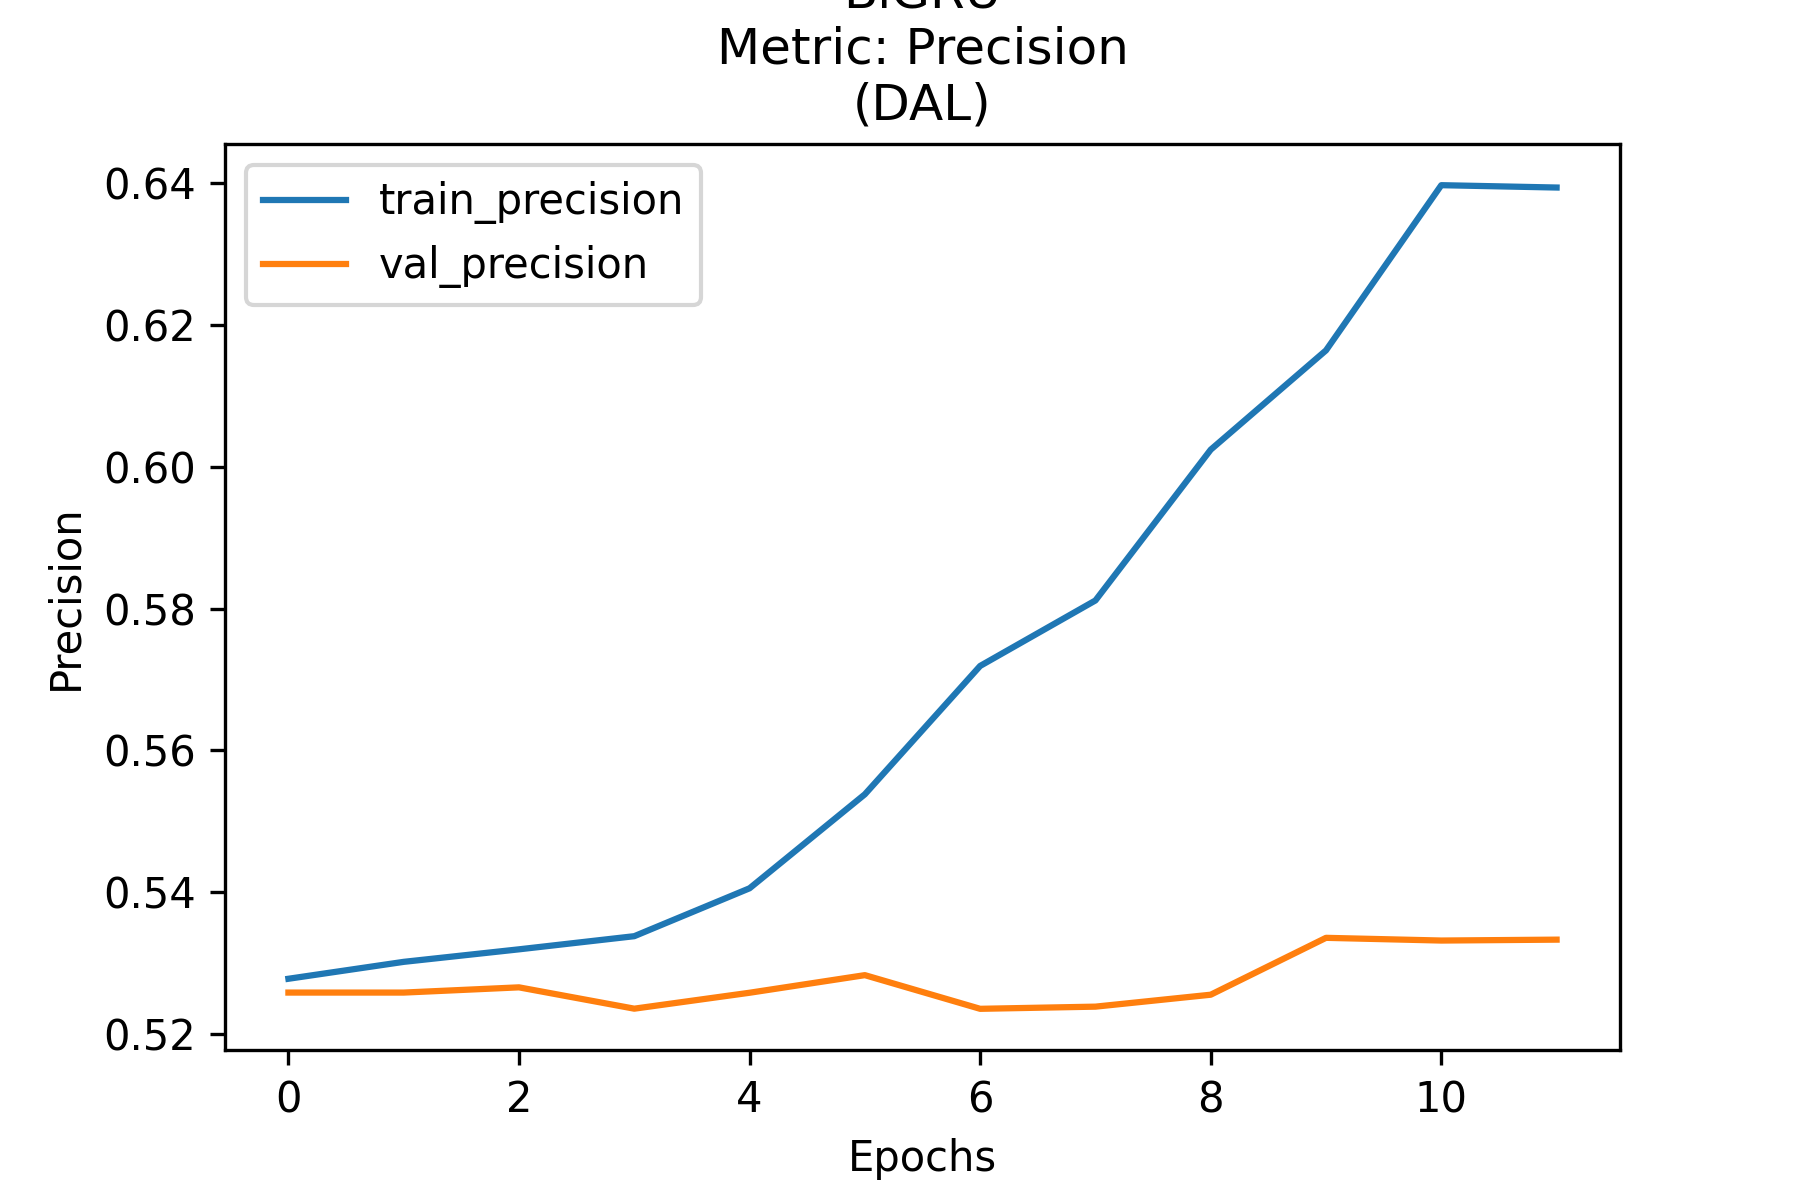 BiGRU
Metric: Precision
(DAL)
train_precision
val_precision
0.64
0.62
0.60
0.58
0.56
0.54
0.52
Precision
0
2
4
6
8
10
Epochs